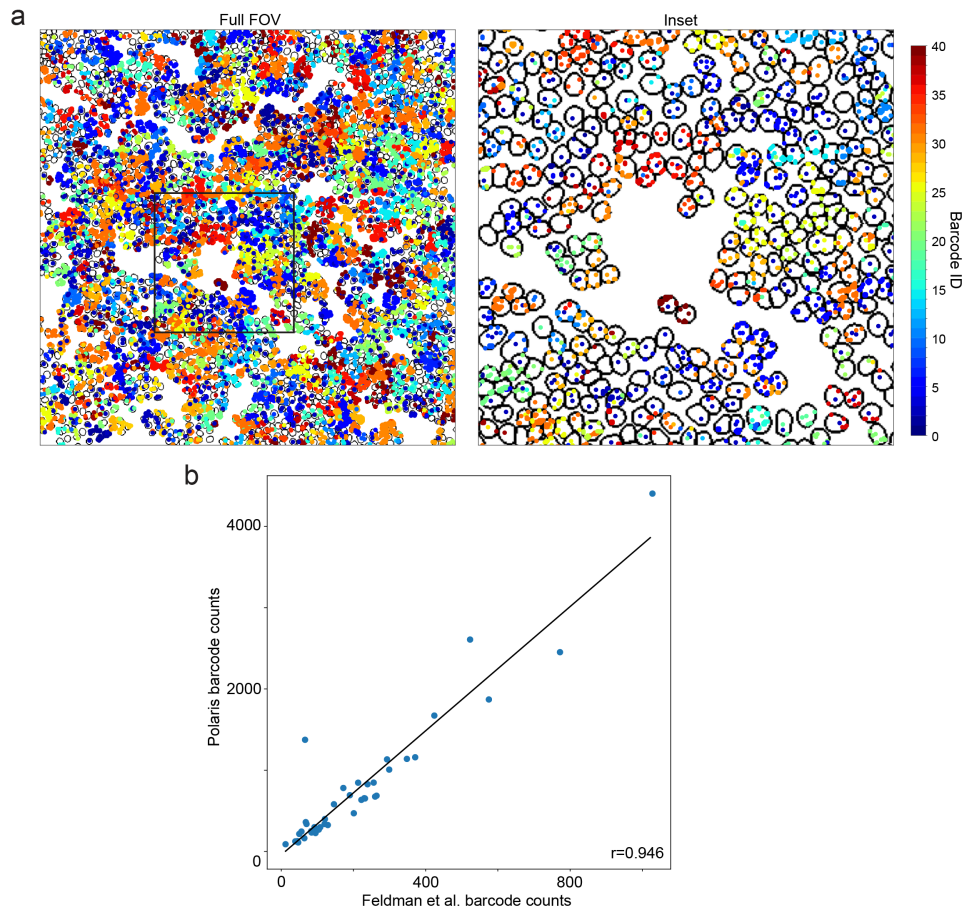 a
Full FOV
Inset
40
35
30
25
20
15
10
5
0
Barcode ID
b
4000
2000
0
Polaris barcode counts
r=0.946
0
400
800
Feldman et al. barcode counts